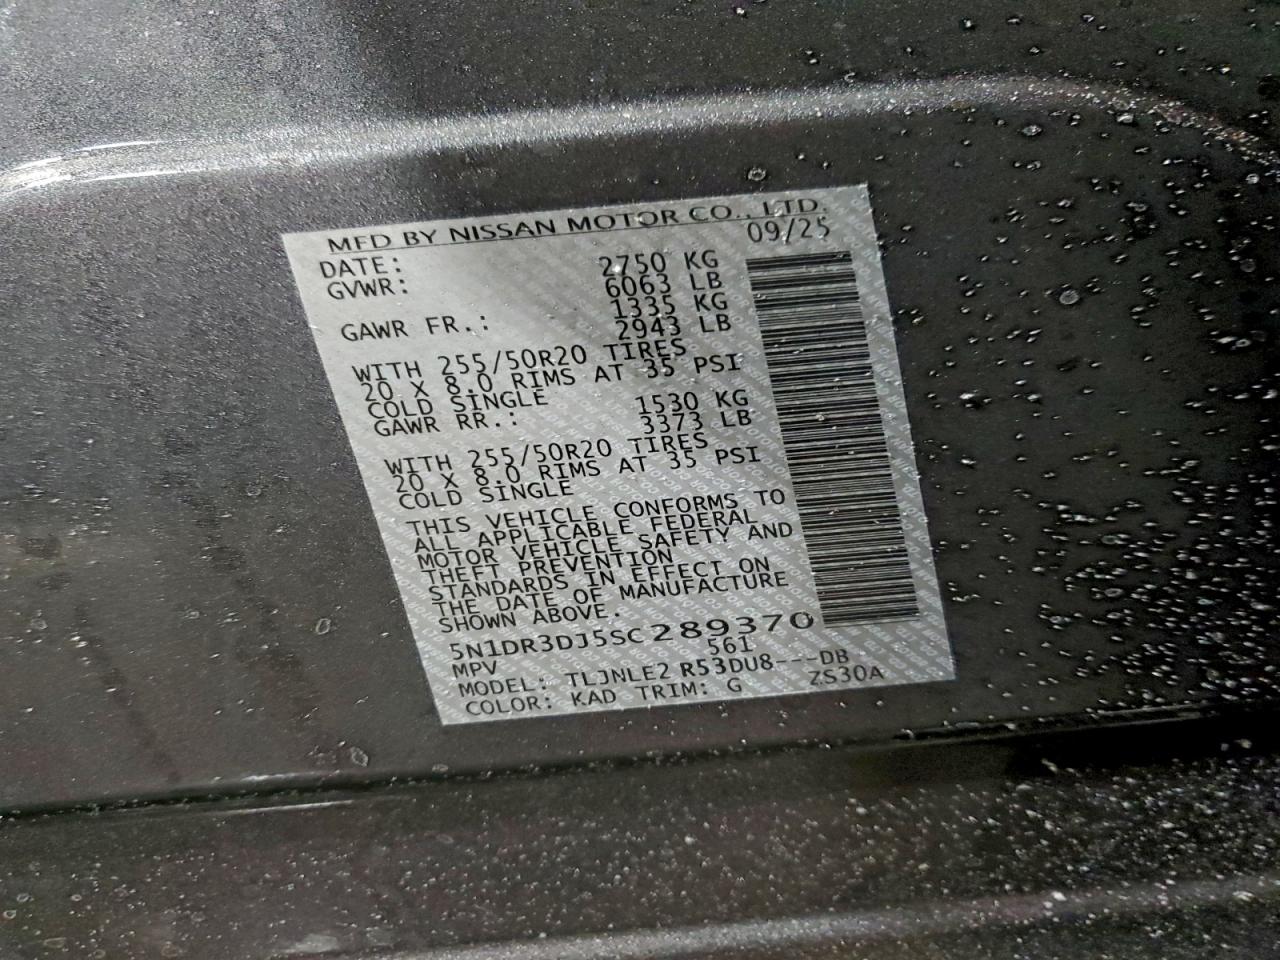 MFD BY NISSAN MOTOR CO., LTD.
DATE: 09/25
GVWR: 2750 KG
6063 LB
GAWR FR.: 1335 KG
2943 LB
WITH 255/50R20 TIRES
20 X 8.0 RIMS AT 35 PSI
COLD SINGLE
GAWR RR.: 1530 KG
3373 LB
WITH 255/50R20 TIRES
20 X 8.0 RIMS AT 35 PSI
COLD SINGLE
THIS VEHICLE CONFORMS TO
ALL APPLICABLE FEDERAL
MOTOR VEHICLE SAFETY AND
THEFT PREVENTION
STANDARDS IN EFFECT ON
THE DATE OF MANUFACTURE
SHOWN ABOVE.
5N1DR3DJ5SC289370
MPV 561
MODEL: TLJNLE2 R53DU8---DB
COLOR: KAD TRIM: G ZS30A